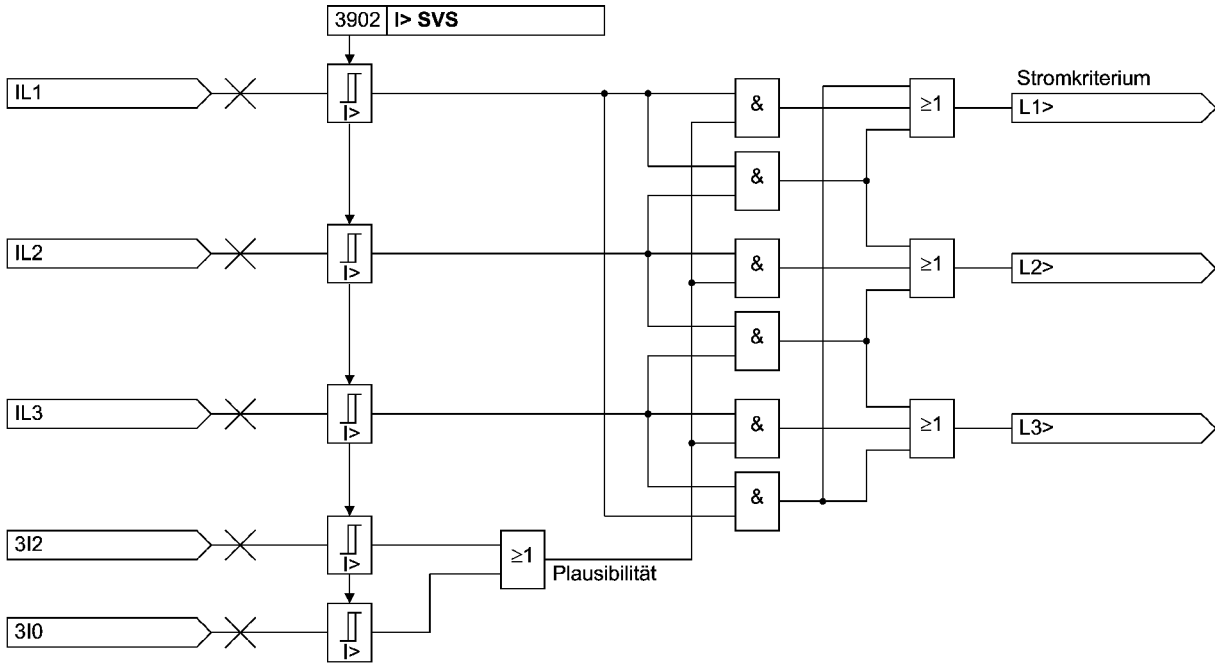 3902 I> SVS
IL1
I>
&
≥1
Stromkriterium
L1>
&
IL2
I>
&
≥1
L2>
&
IL3
I>
&
≥1
L3>
&
3I2
I>
≥1
Plausibilität
3I0
I>